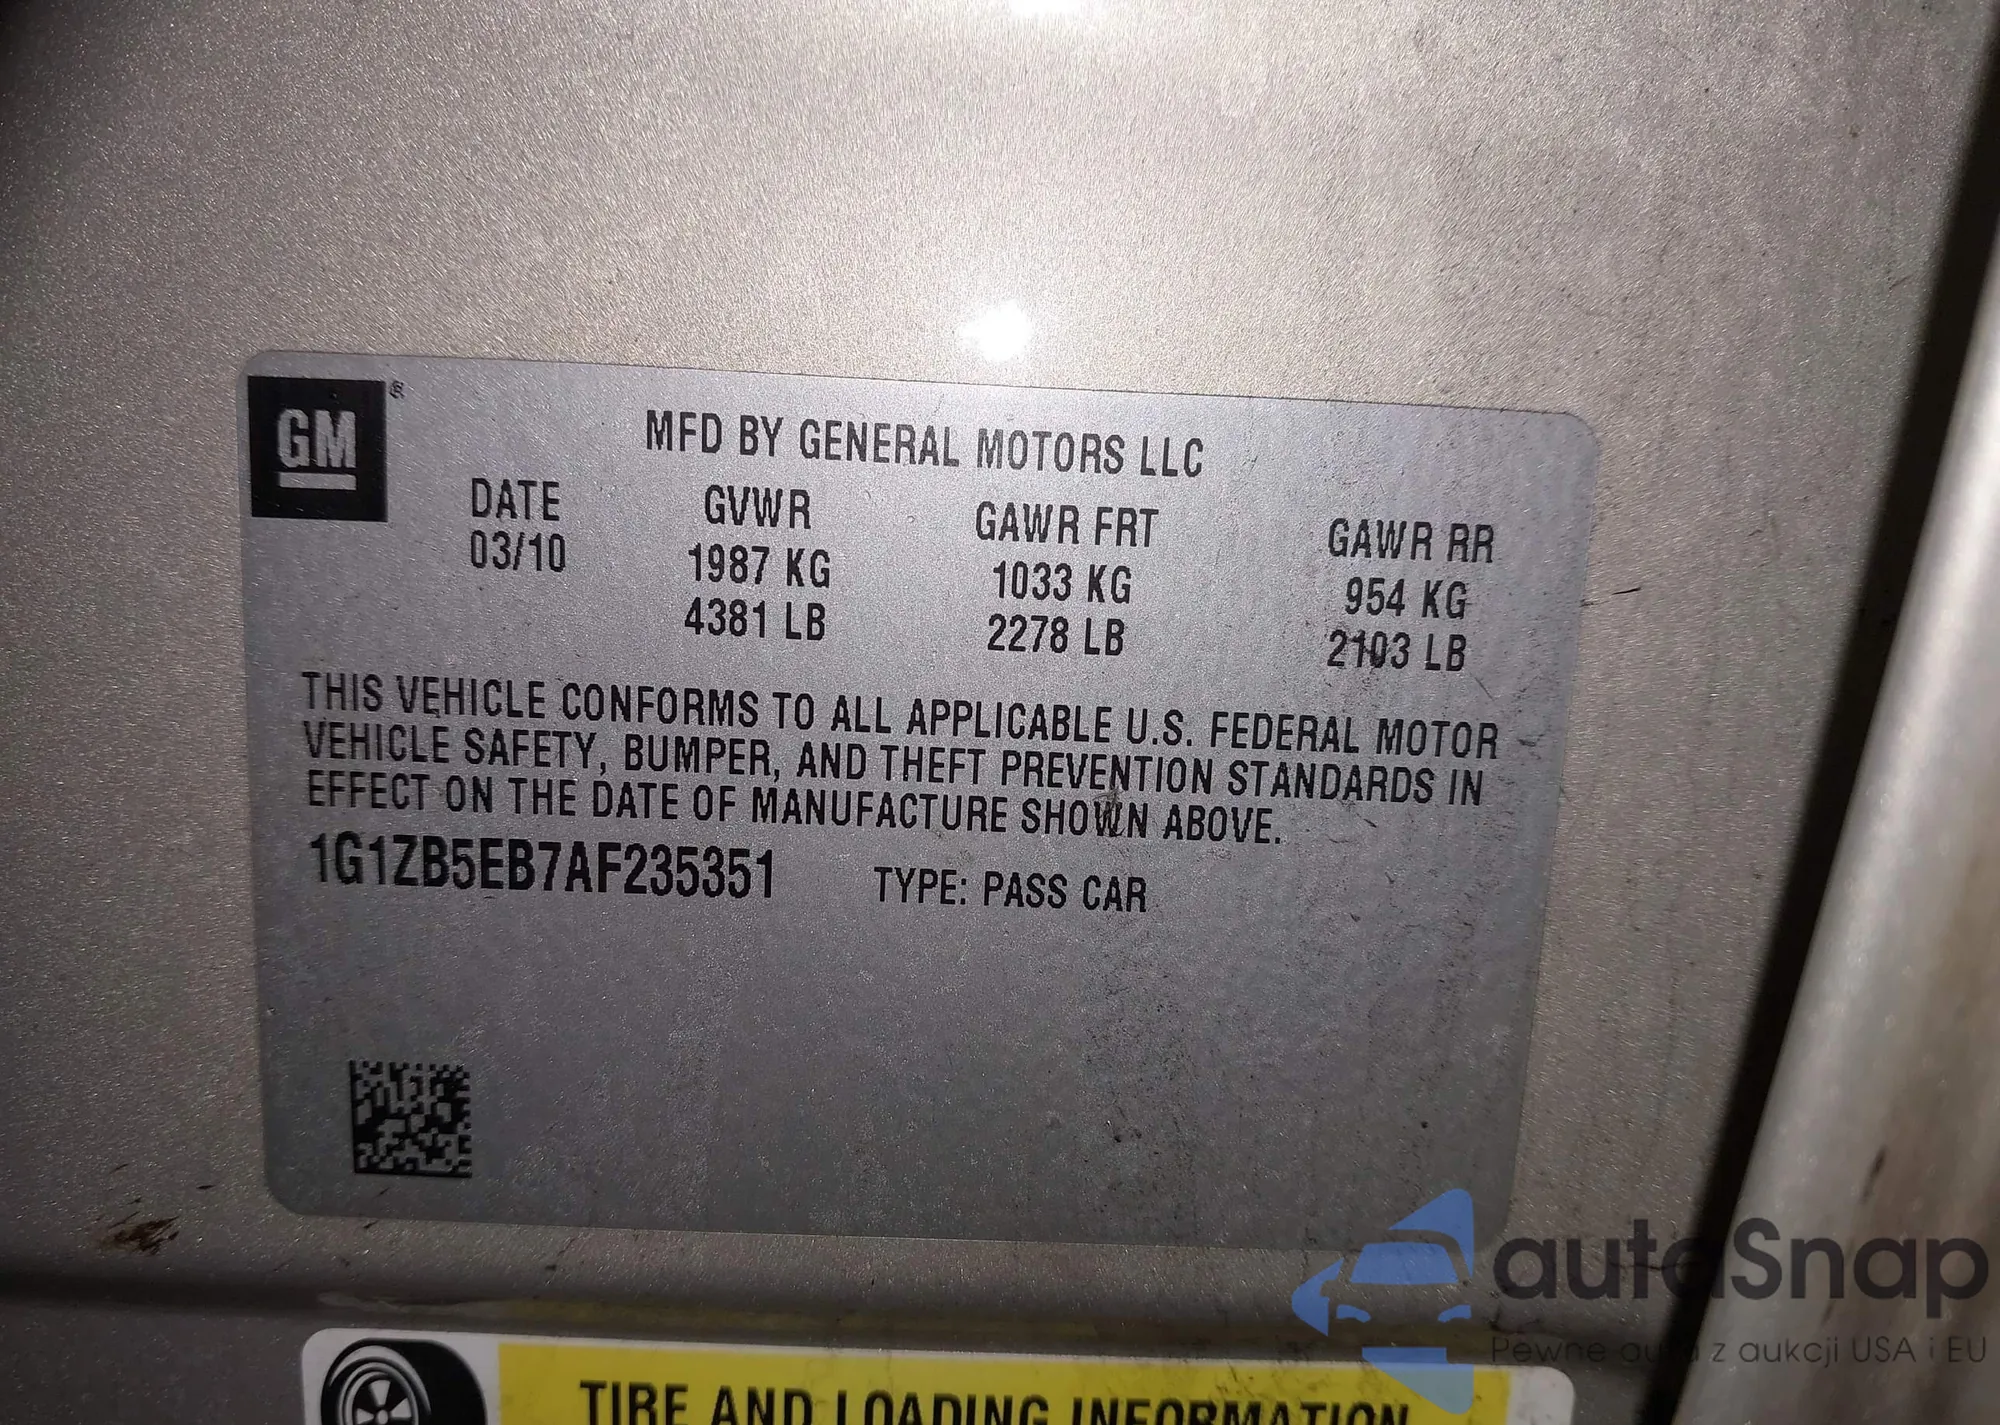 GM ®
MFD BY GENERAL MOTORS LLC
DATE GVWR GAWR FRT GAWR RR
03/10 1987 KG 1033 KG 954 KG
4381 LB 2278 LB 2103 LB
THIS VEHICLE CONFORMS TO ALL APPLICABLE U.S. FEDERAL MOTOR
VEHICLE SAFETY, BUMPER, AND THEFT PREVENTION STANDARDS IN
EFFECT ON THE DATE OF MANUFACTURE SHOWN ABOVE.
1G1ZB5EB7AF235351 TYPE: PASS CAR
autoSnap
Pewne auta z aukcji USA i EU
TIRE AND LOADING INFORMATION